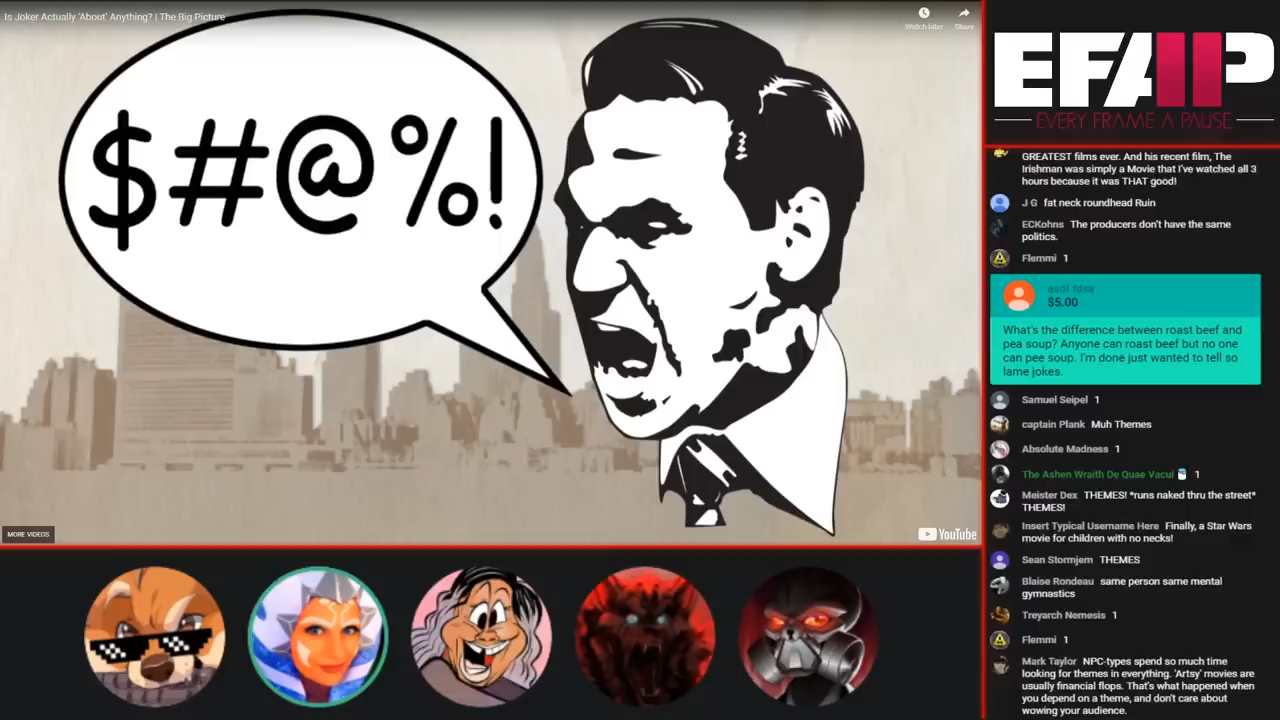 Is Joker Actually 'About' Anything? | The Big Picture
Watch later
Share
$#@%!
MORE VIDEOS
YouTube
EFAP
EVERY FRAME A PAUSE
GREATEST films ever. And his recent film, The
Irishman was simply a Movie that I've watched all 3
hours because it was THAT good!
J G fat neck roundhead Ruin
ECKohns The producers don't have the same
politics.
Flemmi 1
asdf fdsa
$5.00
What's the difference between roast beef and
pea soup? Anyone can roast beef but no one
can pee soup. I'm done just wanted to tell so
lame jokes.
Samuel Seipel 1
captain Plank Muh Themes
Absolute Madness 1
The Ashen Wraith De Quae Vacui 1
Meister Dex THEMES! *runs naked thru the street*
THEMES!
Insert Typical Username Here Finally, a Star Wars
movie for children with no necks!
Sean Stormjem THEMES
Blaise Rondeau same person same mental
gymnastics
Treyarch Nemesis 1
Flemmi 1
Mark Taylor NPC-types spend so much time
looking for themes in everything. 'Artsy' movies are
usually financial flops. That's what happened when
you depend on a theme, and don't care about
wowing your audience.